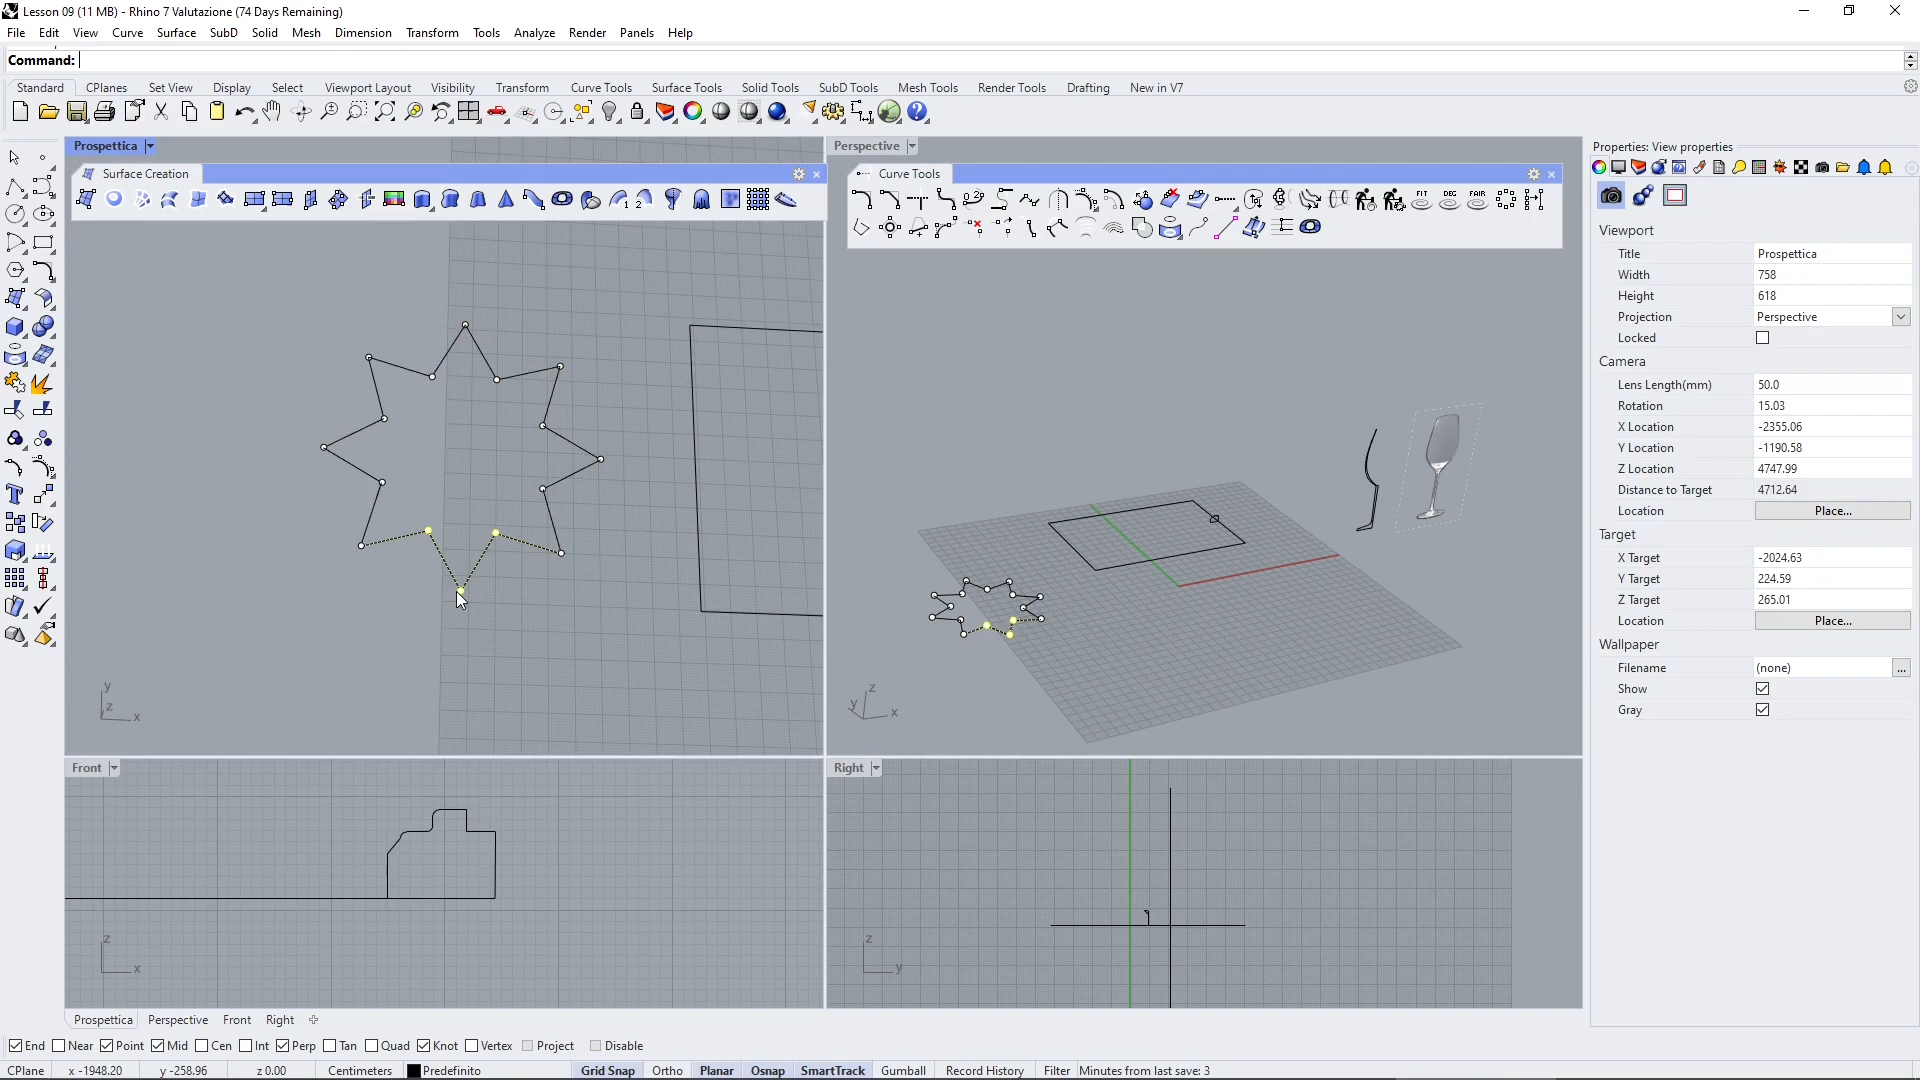 Lesson 09 (11 MB) - Rhino 7 Valutazione (74 Days Remaining)
File Edit View Curve Surface SubD Solid Mesh Dimension Transform Tools Analyze Render Panels Help
Command:
Standard CPlanes Set View Display Select Viewport Layout Visibility Transform Curve Tools Surface Tools Solid Tools SubD Tools Mesh Tools Render Tools Drafting New in V7
Prospettica
Perspective
Surface Creation
Curve Tools
1 2
FIT DEG FAIR
y
z
x
z
y
x
Front
Right
z
x
z
y
Prospettica Perspective Front Right
End Near Point Mid Cen Int Perp Tan Quad Knot Vertex Project Disable
CPlane x -1948.20 y -258.96 z 0.00 Centimeters Predefinito Grid Snap Ortho Planar Osnap SmartTrack Gumball Record History Filter Minutes from last save: 3
Properties: View properties
Viewport
Title Prospettica
Width 758
Height 618
Projection Perspective
Locked
Camera
Lens Length(mm) 50.0
Rotation 15.03
X Location -2355.06
Y Location -1190.58
Z Location 4747.99
Distance to Target 4712.64
Location Place...
Target
X Target -2024.63
Y Target 224.59
Z Target 265.01
Location Place...
Wallpaper
Filename (none) ...
Show
Gray